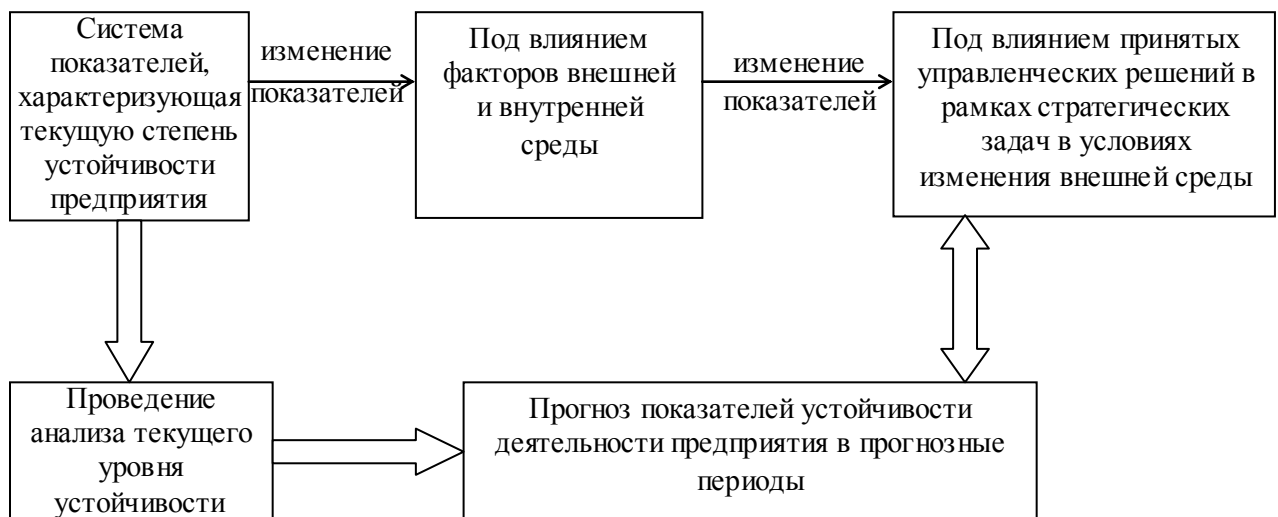 Система
показателей,
характеризующая
текущую степень
устойчивости
предприятия
изменение
показателей
Под влиянием
факторов внешней
и внутренней
среды
изменение
показателей
Под влиянием принятых
управленческих решений в
рамках стратегических
задач в условиях
изменения внешней среды
Проведение
анализа текущего
уровня
устойчивости
Прогноз показателей устойчивости
деятельности предприятия в прогнозные
периоды